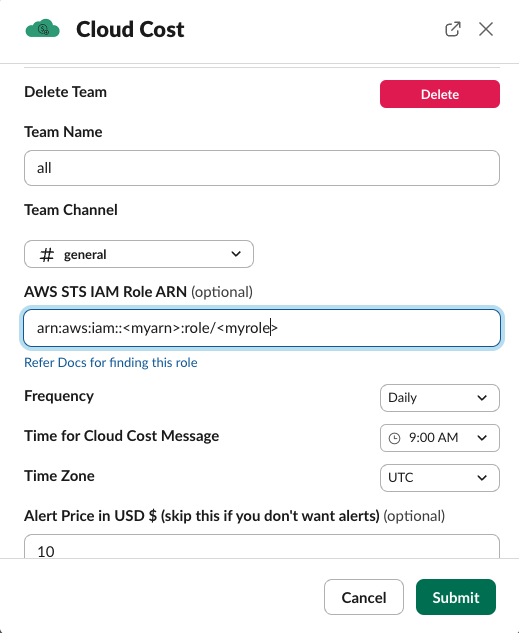 Cloud Cost
Delete Team
Delete
Team Name
all
Team Channel
# general
AWS STS IAM Role ARN (optional)
arn:aws:iam::<myarn>:role/<myrole>
Refer Docs for finding this role
Frequency
Daily
Time for Cloud Cost Message
9:00 AM
Time Zone
UTC
Alert Price in USD $ (skip this if you don't want alerts) (optional)
10
Cancel
Submit